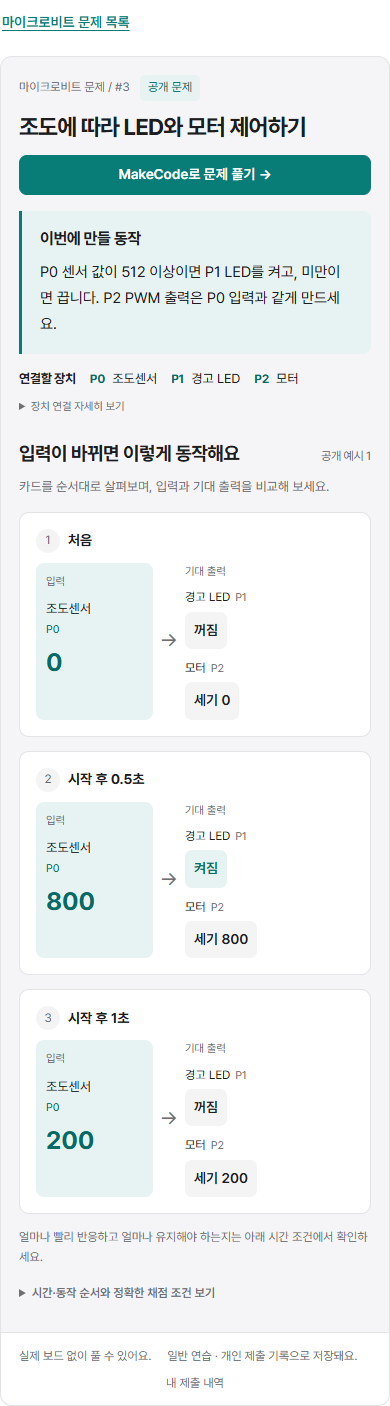 마이크로비트 문제 목록
마이크로비트 문제 / #3 공개 문제
조도에 따라 LED와 모터 제어하기
MakeCode로 문제 풀기 →
이번에 만들 동작
P0 센서 값이 512 이상이면 P1 LED를 켜고, 미만이
면 끕니다. P2 PWM 출력은 P0 입력과 같게 만드세
요.
연결할 장치 P0 조도센서 P1 경고 LED P2 모터
▶ 장치 연결 자세히 보기
입력이 바뀌면 이렇게 동작해요 공개 예시 1
카드를 순서대로 살펴보며, 입력과 기대 출력을 비교해 보세요.
1 처음
입력
조도센서
P0
0
→
기대 출력
경고 LED P1
꺼짐
모터 P2
세기 0
2 시작 후 0.5초
입력
조도센서
P0
800
→
기대 출력
경고 LED P1
켜짐
모터 P2
세기 800
3 시작 후 1초
입력
조도센서
P0
200
→
기대 출력
경고 LED P1
꺼짐
모터 P2
세기 200
얼마나 빨리 반응하고 얼마나 유지해야 하는지는 아래 시간 조건에서 확인하
세요.
▶ 시간·동작 순서와 정확한 채점 조건 보기
실제 보드 없이 풀 수 있어요. 일반 연습 · 개인 제출 기록으로 저장돼요.
내 제출 내역